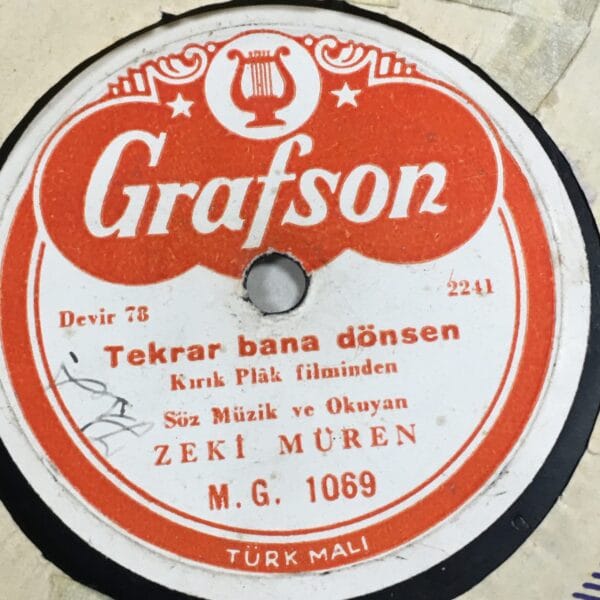 Grafson
Devir 78 2241
Tekrar bana dönsen
Kırık Plâk filminden
Söz Müzik ve Okuyan
ZEKİ MÜREN
M. G. 1069
TÜRK MALI